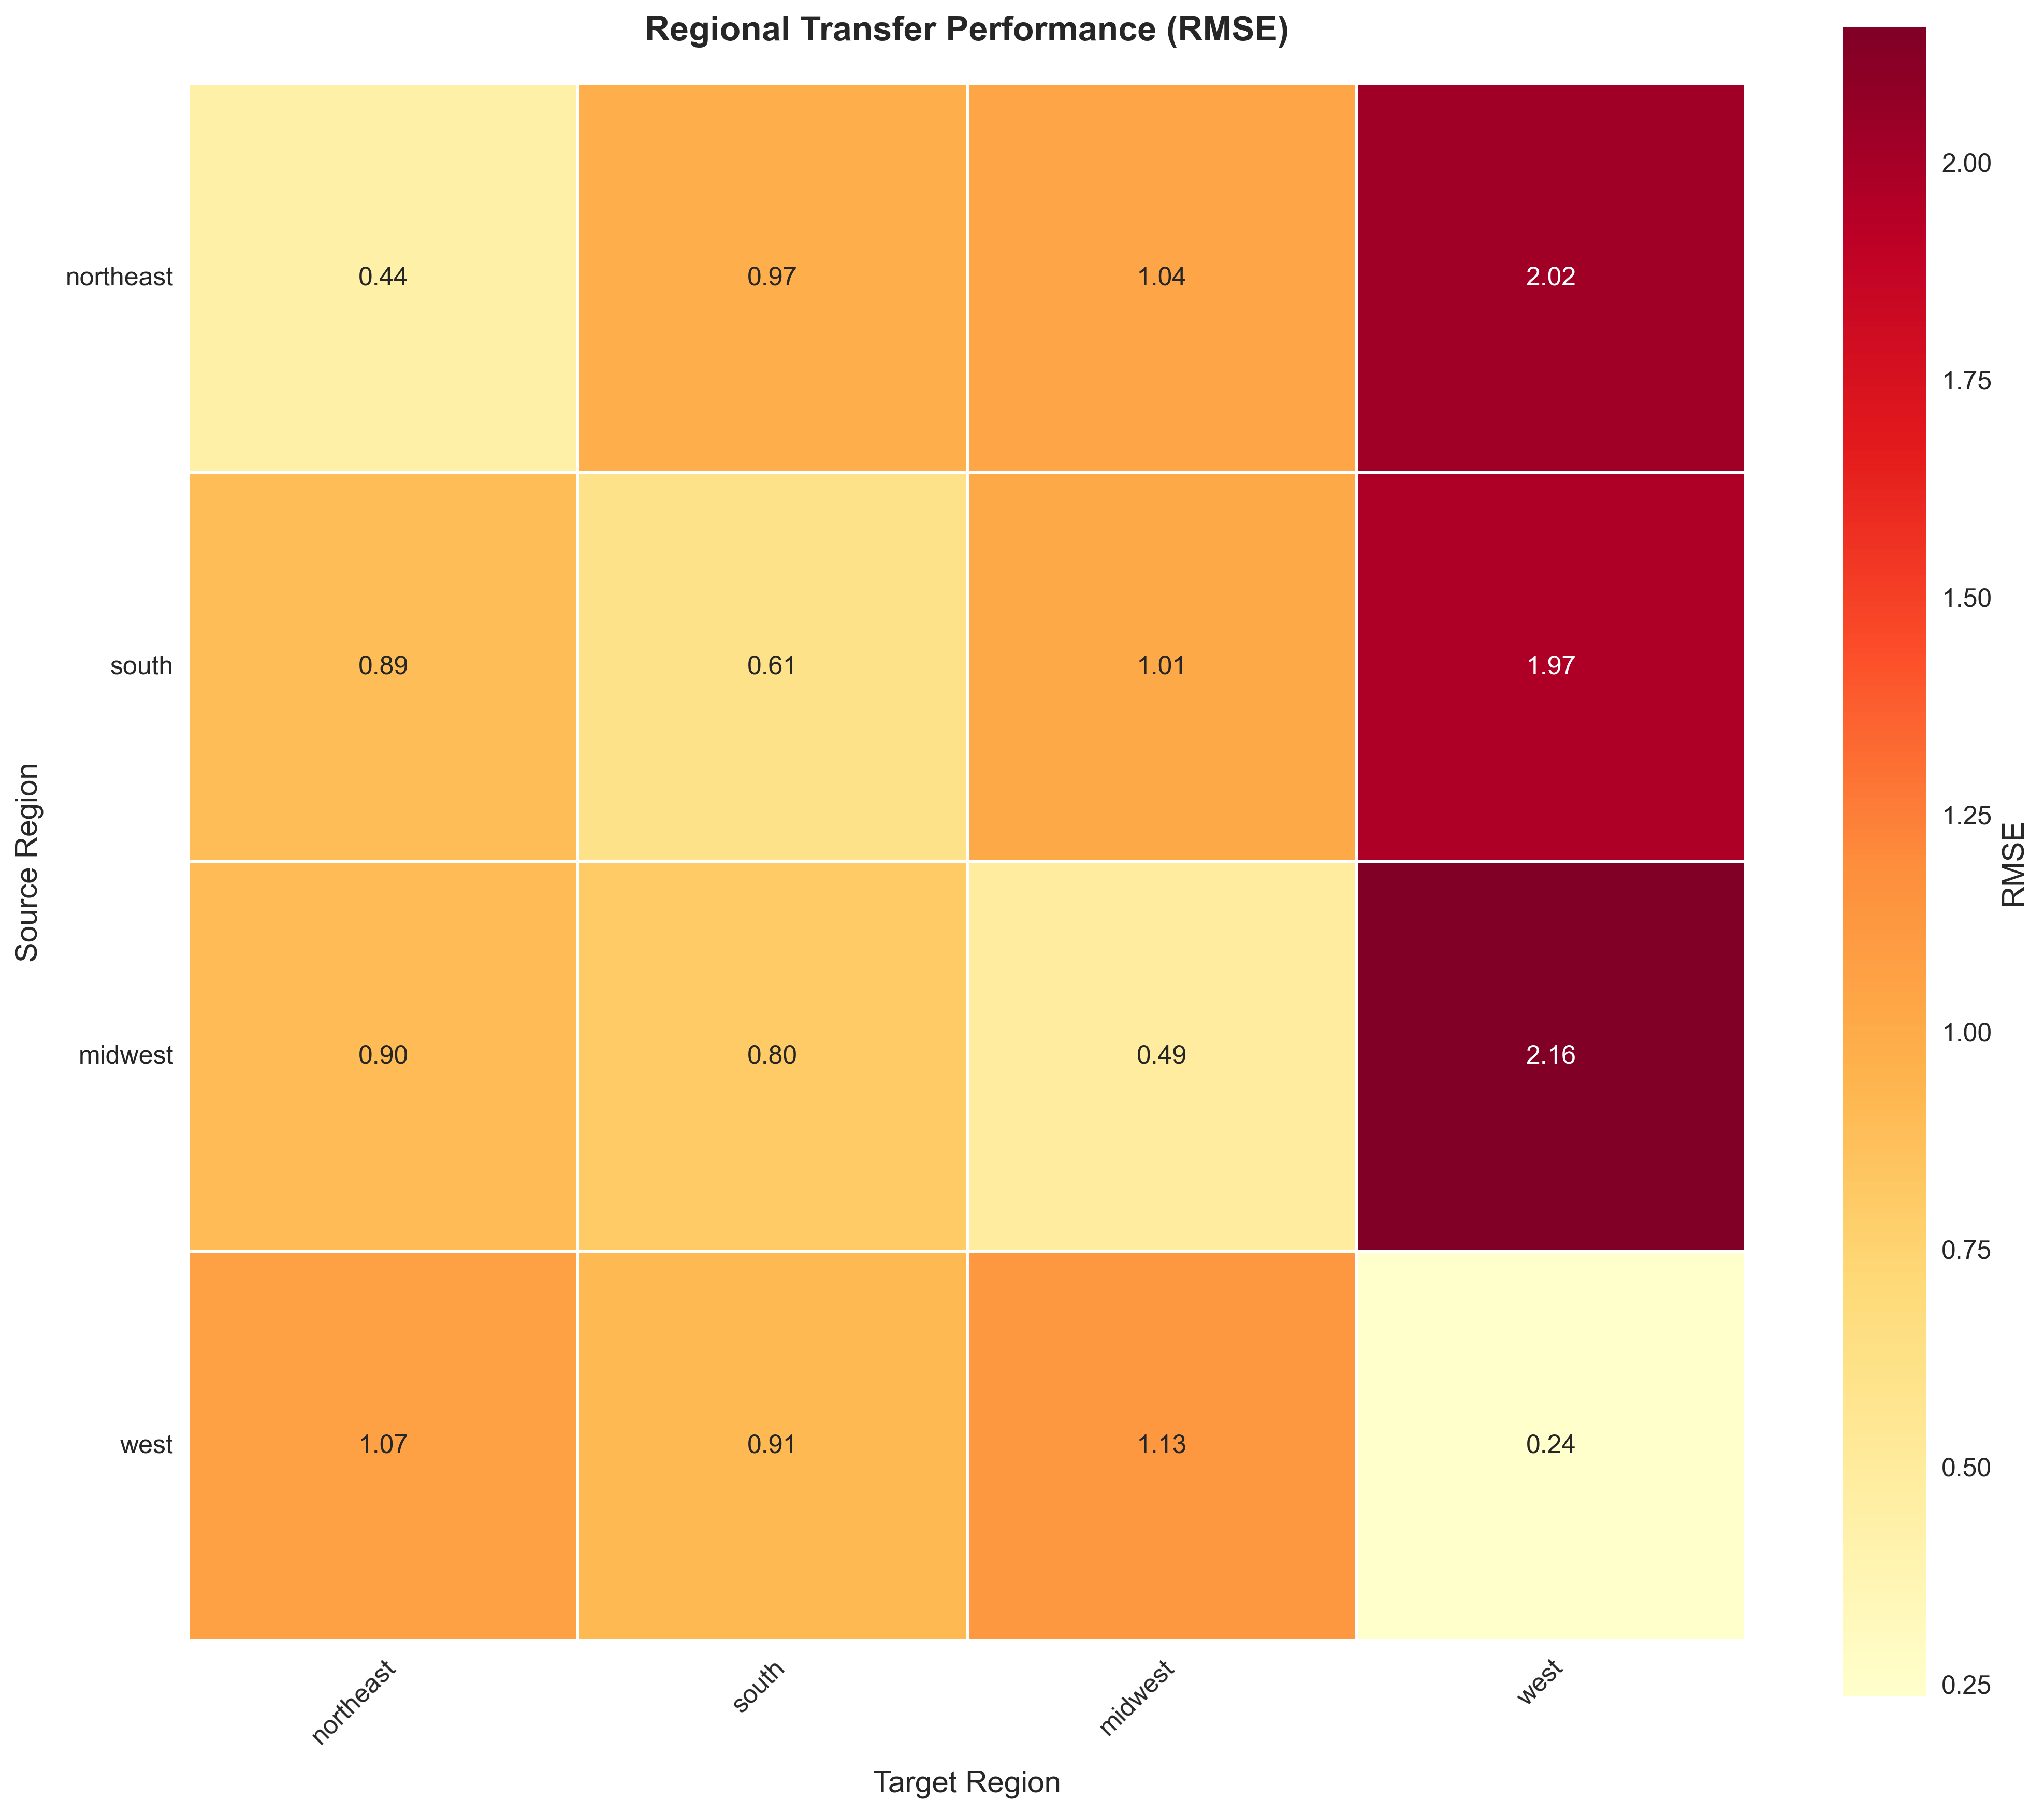 Regional Transfer Performance (RMSE)
northeast 0.44 0.97 1.04 2.02
south 0.89 0.61 1.01 1.97
midwest 0.90 0.80 0.49 2.16
west 1.07 0.91 1.13 0.24
northeast south midwest west
Source Region
Target Region
2.00
1.75
1.50
1.25
1.00
0.75
0.50
0.25
RMSE